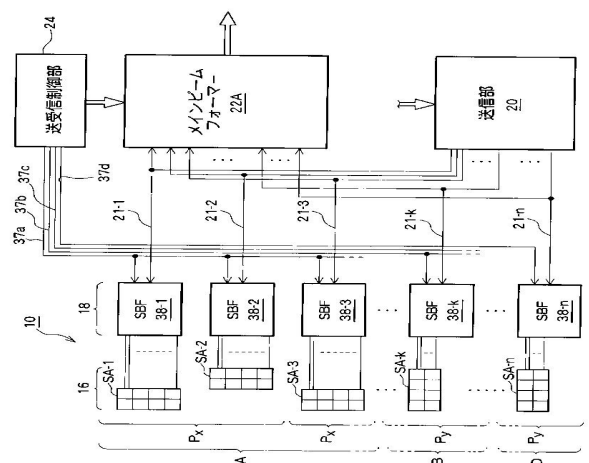 10
16
18
SA-1
SBF
38-1
37a
37b
37c
37d
送受信制御部
24
21-1
メインビーム
フォーマー
22A
SA-2
SBF
38-2
21-2
SA-3
SBF
38-3
21-3
SA-k
SBF
38-k
21-k
送信部
20
SA-n
SBF
38-n
21-n
Px
Px
Py
Py
A
B
D